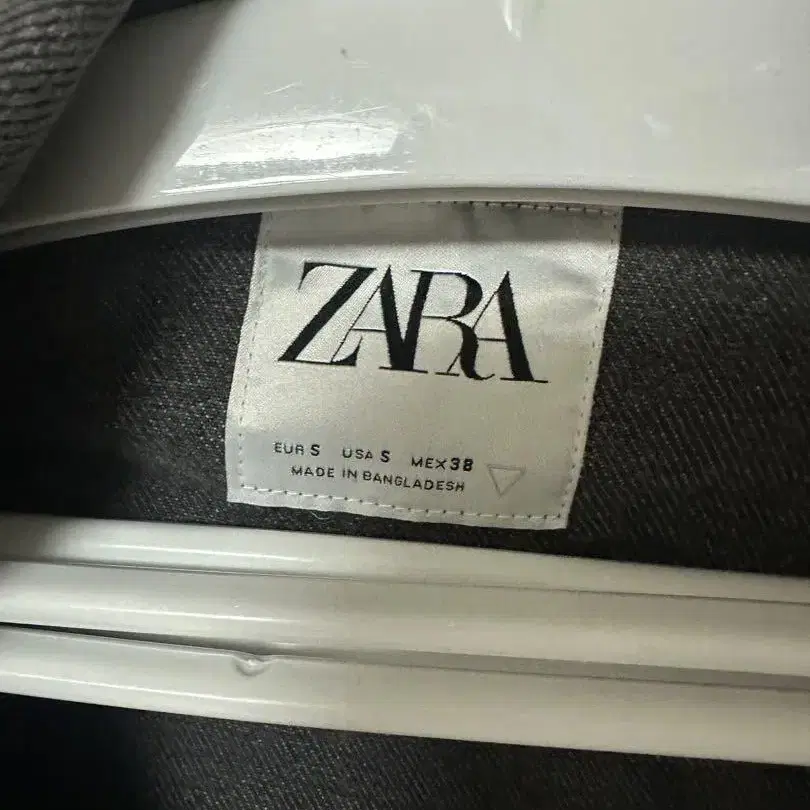 ZARA
EUR S USA S MEX 38
MADE IN BANGLADESH